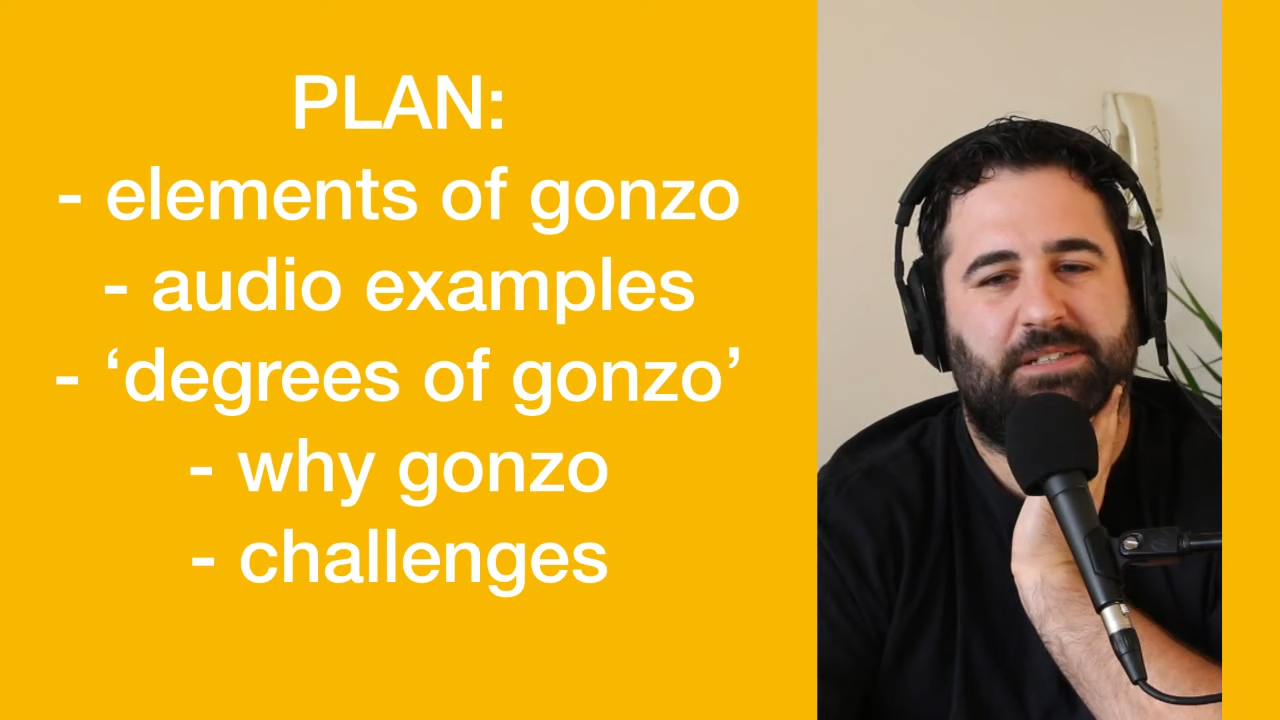 PLAN:
- elements of gonzo
- audio examples
- ‘degrees of gonzo’
- why gonzo
- challenges